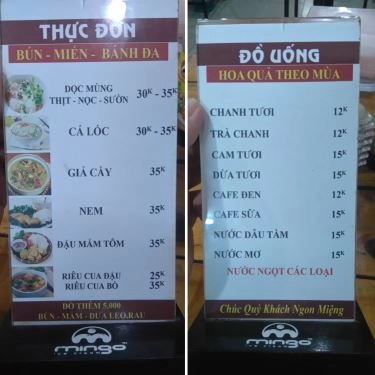 THỰC ĐƠN
BÚN - MIẾN - BÁNH ĐA
DỌC MÙNG
THỊT - NỌC - SƯỜN 30K - 35K
CÁ LÓC 30K - 35K
GIẢ CẦY 35K
NEM 35K
ĐẬU MẮM TÔM 35K
RIÊU CUA ĐẬU 25K
RIÊU CUA BÒ 35K
ĐỒ THÊM 5,000
BÚN - MẮM - DƯA LEO, RAU
mingo
ĐỒ UỐNG
HOA QUẢ THEO MÙA
CHANH TƯƠI 12K
TRÀ CHANH 12K
CAM TƯƠI 15K
DỪA TƯƠI 15K
CAFE ĐEN 12K
CAFE SỮA 15K
NƯỚC DÂU TẰM 15K
NƯỚC MƠ 15K
NƯỚC NGỌT CÁC LOẠI
Chúc Quý Khách Ngon Miệng
mingo